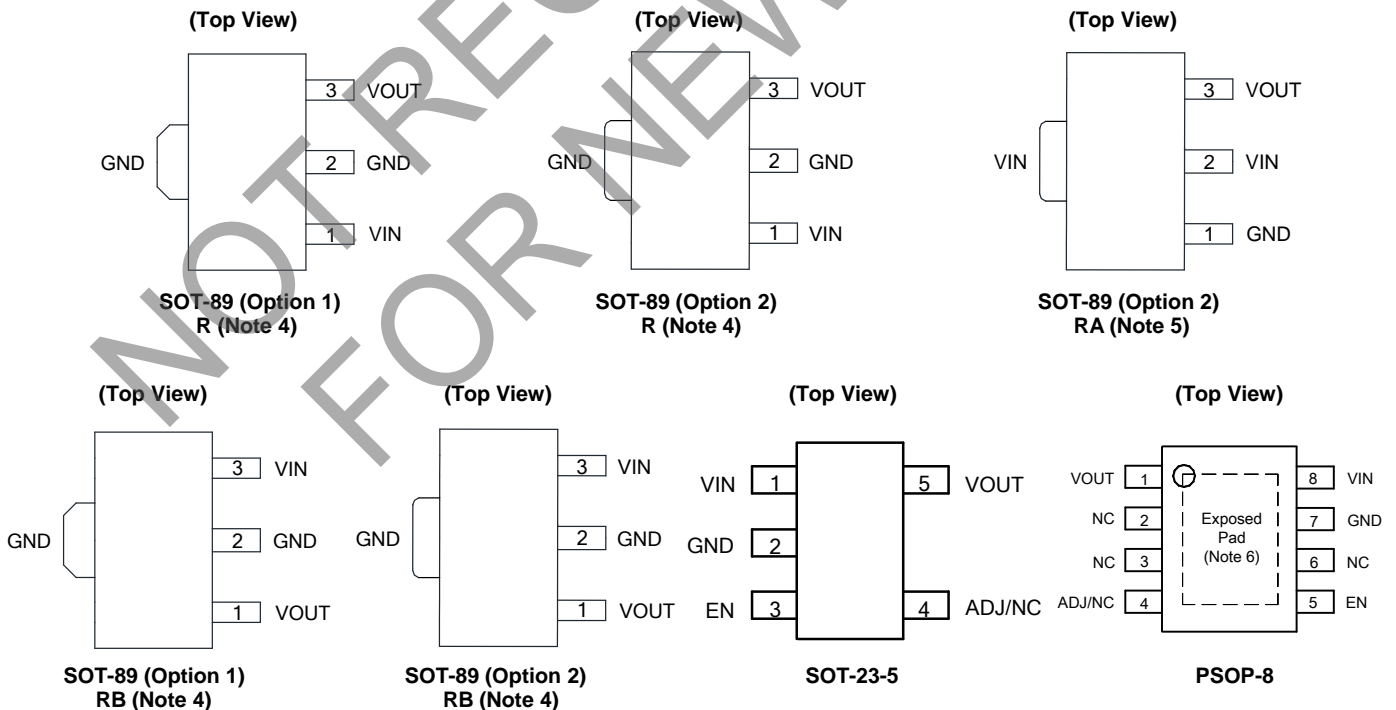 (Top View)
3 VOUT
GND
2 GND
1 VIN
SOT-89 (Option 1)
R (Note 4)
(Top View)
3 VOUT
GND
2 GND
1 VIN
SOT-89 (Option 2)
R (Note 4)
(Top View)
3 VOUT
VIN
2 VIN
1 GND
SOT-89 (Option 2)
RA (Note 5)
(Top View)
3 VIN
GND
2 GND
1 VOUT
SOT-89 (Option 1)
RB (Note 4)
(Top View)
3 VIN
GND
2 GND
1 VOUT
SOT-89 (Option 2)
RB (Note 4)
(Top View)
VIN 1
5 VOUT
GND 2
EN 3
4 ADJ/NC
SOT-23-5
(Top View)
VOUT 1
8 VIN
NC 2
7 GND
NC 3
6 NC
ADJ/NC 4
5 EN
Exposed
Pad
(Note 6)
PSOP-8
NOT
FOR